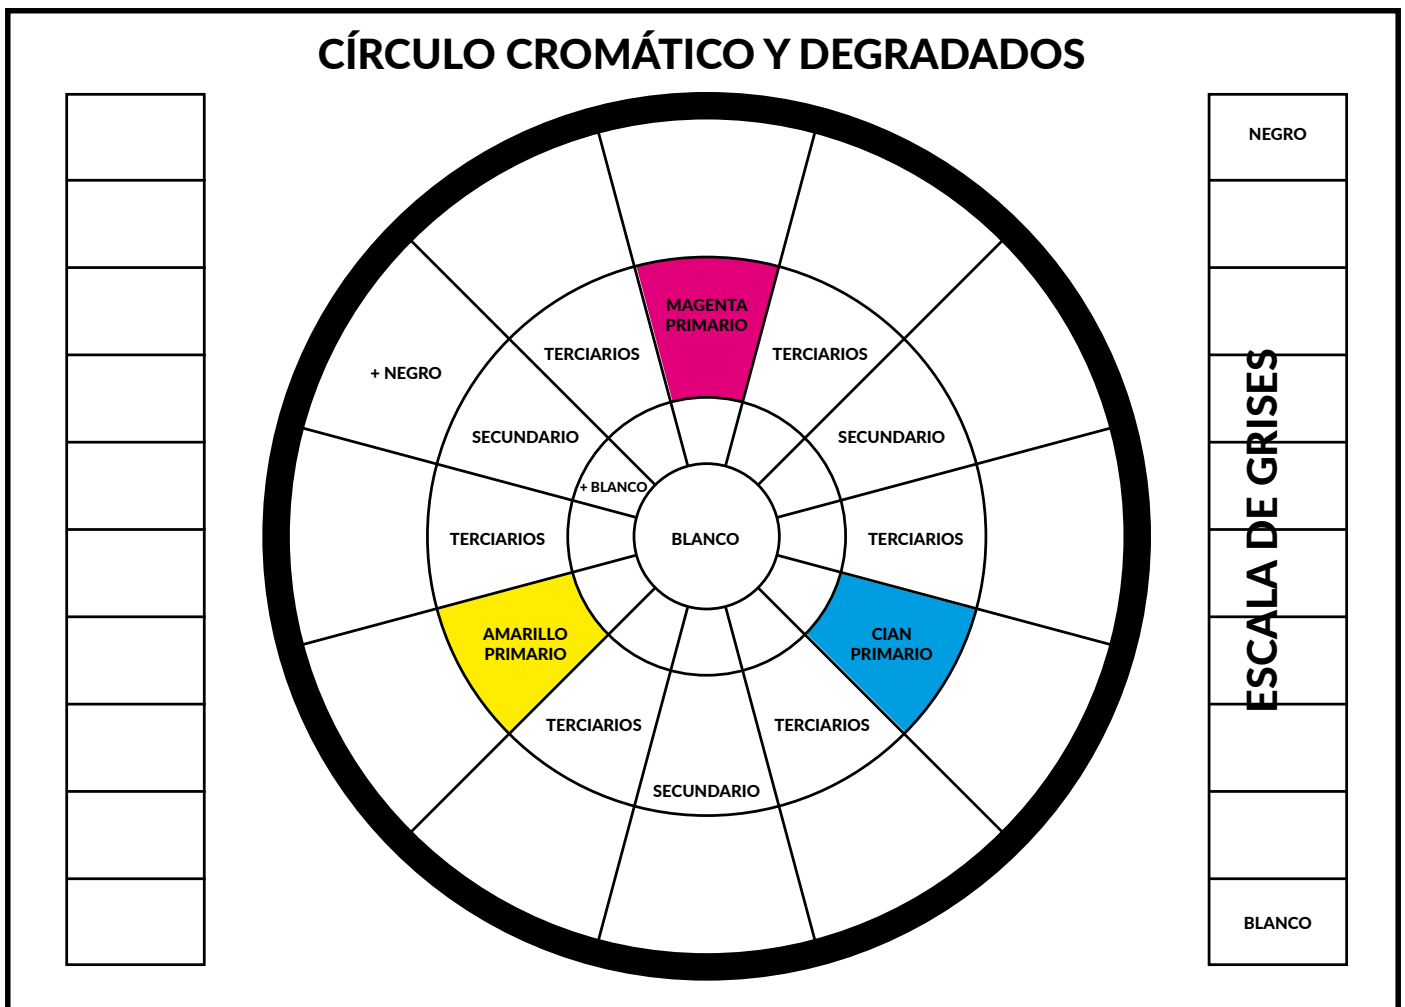 CÍRCULO CROMÁTICO Y DEGRADADOS
NEGRO
MAGENTA
PRIMARIO
TERCIARIOS
TERCIARIOS
+ NEGRO
SECUNDARIO
SECUNDARIO
+ BLANCO
TERCIARIOS
BLANCO
TERCIARIOS
ESCALA DE GRISES
AMARILLO
PRIMARIO
CIAN
PRIMARIO
TERCIARIOS
TERCIARIOS
SECUNDARIO
BLANCO